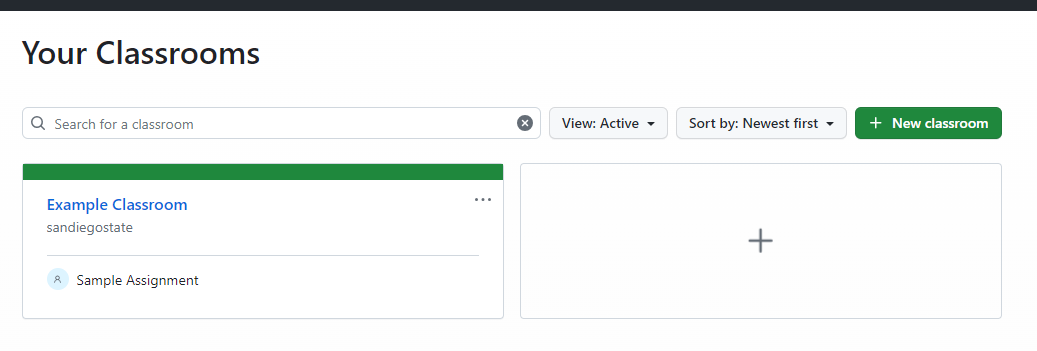 Your Classrooms
Search for a classroom
View: Active
Sort by: Newest first
New classroom
Example Classroom
sandiegostate
Sample Assignment